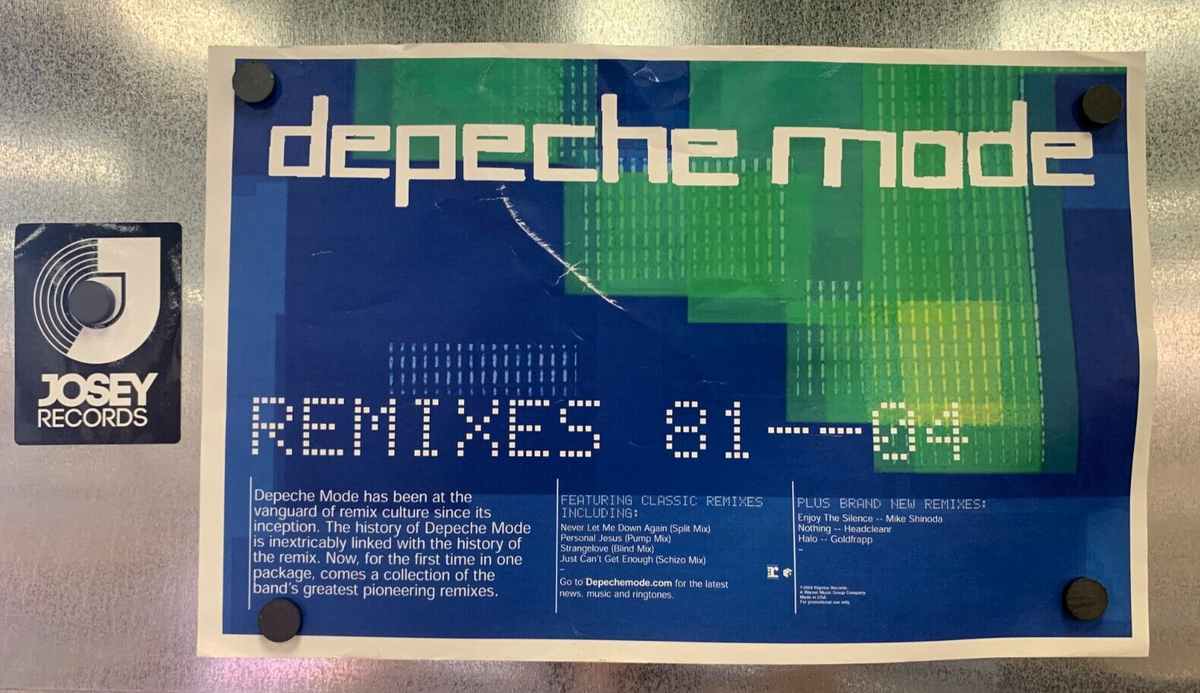 depeche mode
JOSEY
RECORDS
REMIXES 81----04
Depeche Mode has been at the
vanguard of remix culture since its
inception. The history of Depeche Mode
is inextricably linked with the history of
the remix. Now, for the first time in one
package, comes a collection of the
band's greatest pioneering remixes.
FEATURING CLASSIC REMIXES
INCLUDING:
Never Let Me Down Again (Split Mix)
Personal Jesus (Pump Mix)
Strangelove (Blind Mix)
Just Can't Get Enough (Schizo Mix)
–
Go to Depechemode.com for the latest
news, music and ringtones.
PLUS BRAND NEW REMIXES:
Enjoy The Silence -- Mike Shinoda
Nothing -- Headcleanr
Halo -- Goldfrapp
–
©2004 Reprise Records.
A Warner Music Group Company
Made in USA.
For promotional use only.